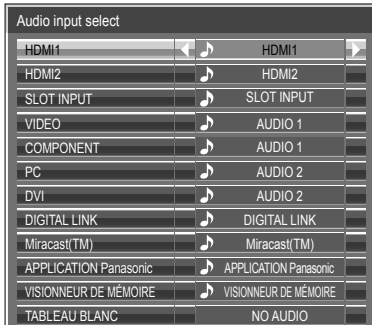 Audio input select
HDMI1 HDMI1
HDMI2 HDMI2
SLOT INPUT SLOT INPUT
VIDEO AUDIO 1
COMPONENT AUDIO 1
PC AUDIO 2
DVI AUDIO 2
DIGITAL LINK DIGITAL LINK
Miracast(TM) Miracast(TM)
APPLICATION Panasonic APPLICATION Panasonic
VISIONNEUR DE MÉMOIRE VISIONNEUR DE MÉMOIRE
TABLEAU BLANC NO AUDIO